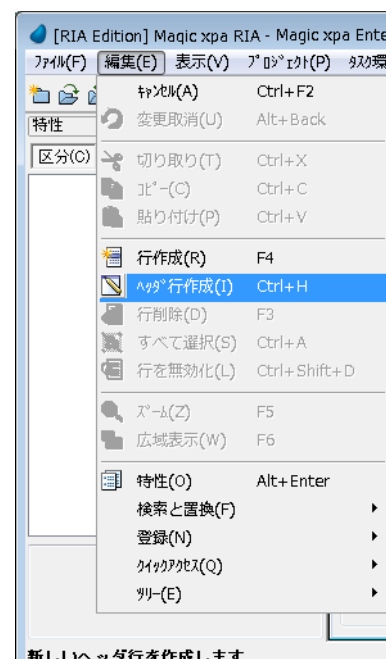 [RIA Edition] Magic xpa RIA - Magic xpa Ente
ﾌｧｲﾙ(F) 編集(E) 表示(V) ﾌﾟﾛｼﾞｪｸﾄ(P) ﾀｽｸ環
特性
区分(C)
ｷｬﾝｾﾙ(A) Ctrl+F2
変更取消(U) Alt+Back
切り取り(T) Ctrl+X
ｺﾋﾟｰ(C) Ctrl+C
貼り付け(P) Ctrl+V
行作成(R) F4
ﾍｯﾀﾞ行作成(I) Ctrl+H
行削除(D) F3
すべて選択(S) Ctrl+A
行を無効化(L) Ctrl+Shift+D
ｽﾞｰﾑ(Z) F5
広域表示(W) F6
特性(O) Alt+Enter
検索と置換(F)
登録(N)
ｸｲｯｸｱｸｾｽ(Q)
ﾂﾘｰ(E)
新しいヘッダ行を作成します